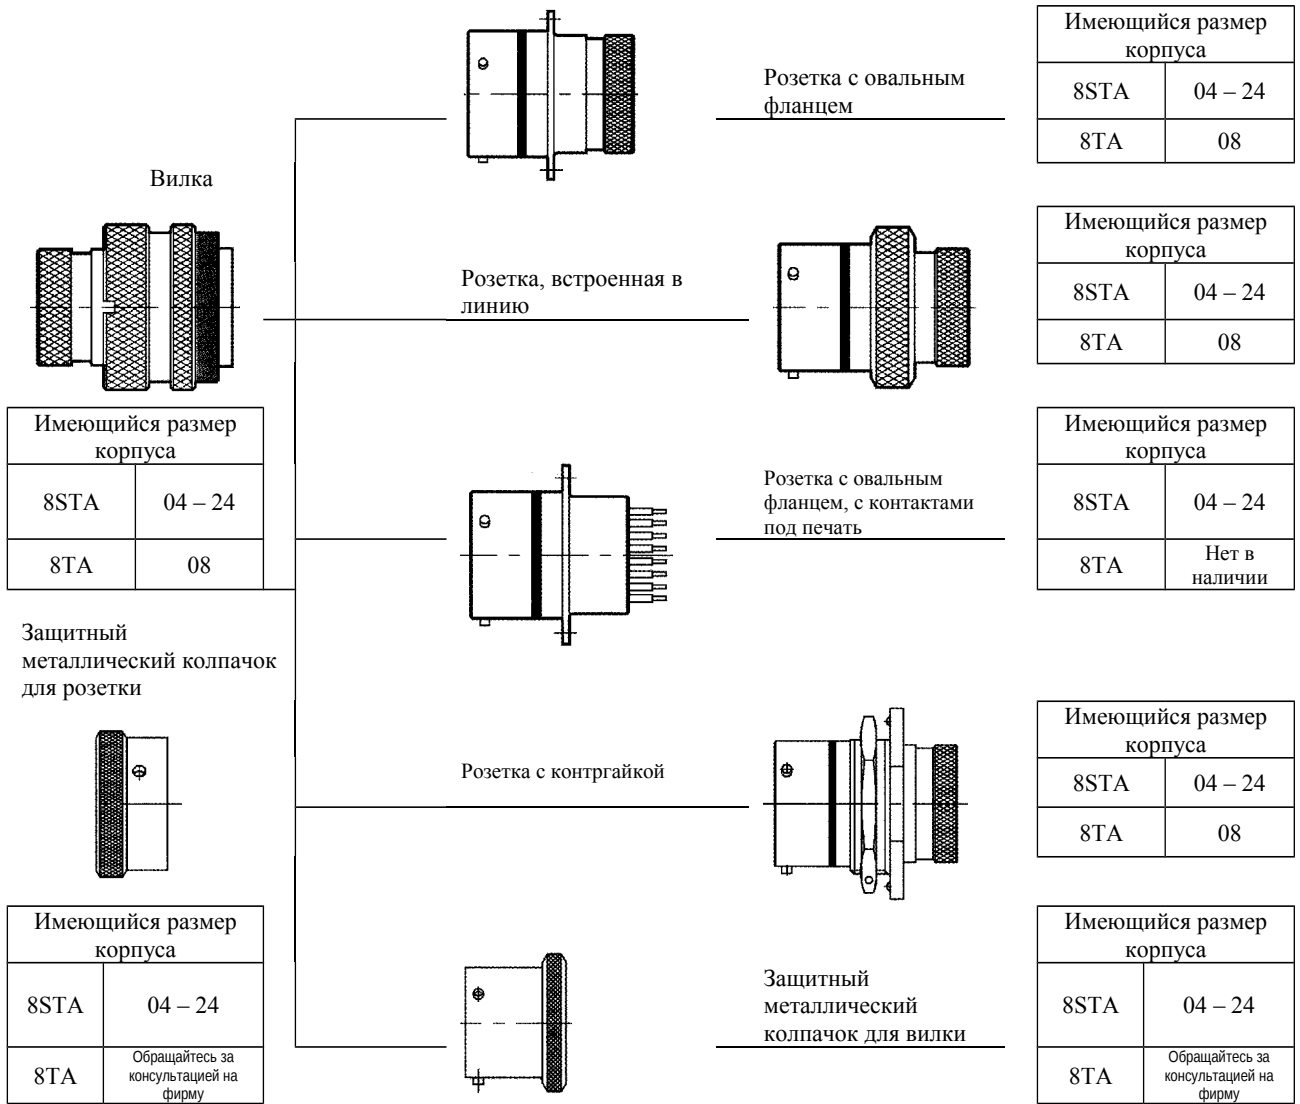 Розетка с овальным
фланцем
Имеющийся размер
корпуса
8STA 04 – 24
8TA 08
Вилка
Розетка, встроенная в
линию
Имеющийся размер
корпуса
8STA 04 – 24
8TA 08
Имеющийся размер
корпуса
8STA 04 – 24
8TA 08
Розетка с овальным
фланцем, с контактами
под печать
Имеющийся размер
корпуса
8STA 04 – 24
8TA Нет в
наличии
Защитный
металлический колпачок
для розетки
Розетка с контргайкой
Имеющийся размер
корпуса
8STA 04 – 24
8TA 08
Имеющийся размер
корпуса
8STA 04 – 24
8TA Обращайтесь за
консультацией на
фирму
Защитный
металлический
колпачок для вилки
Имеющийся размер
корпуса
8STA 04 – 24
8TA Обращайтесь за
консультацией на
фирму